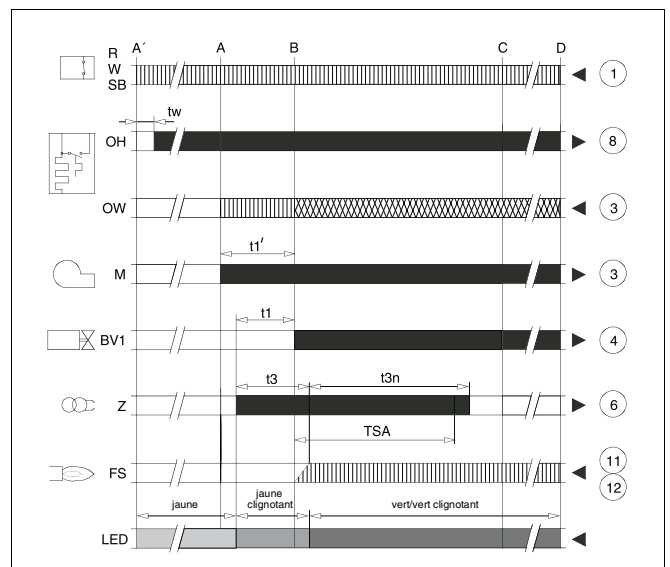 R A´ A B C D
W 1
SB
tw
OH 8
OW 3
t1′
M 3
t1
BV1 4
t3 t3n
Z 6
TSA
FS 11
12
jaune jaune clignotant vert/vert clignotant
LED